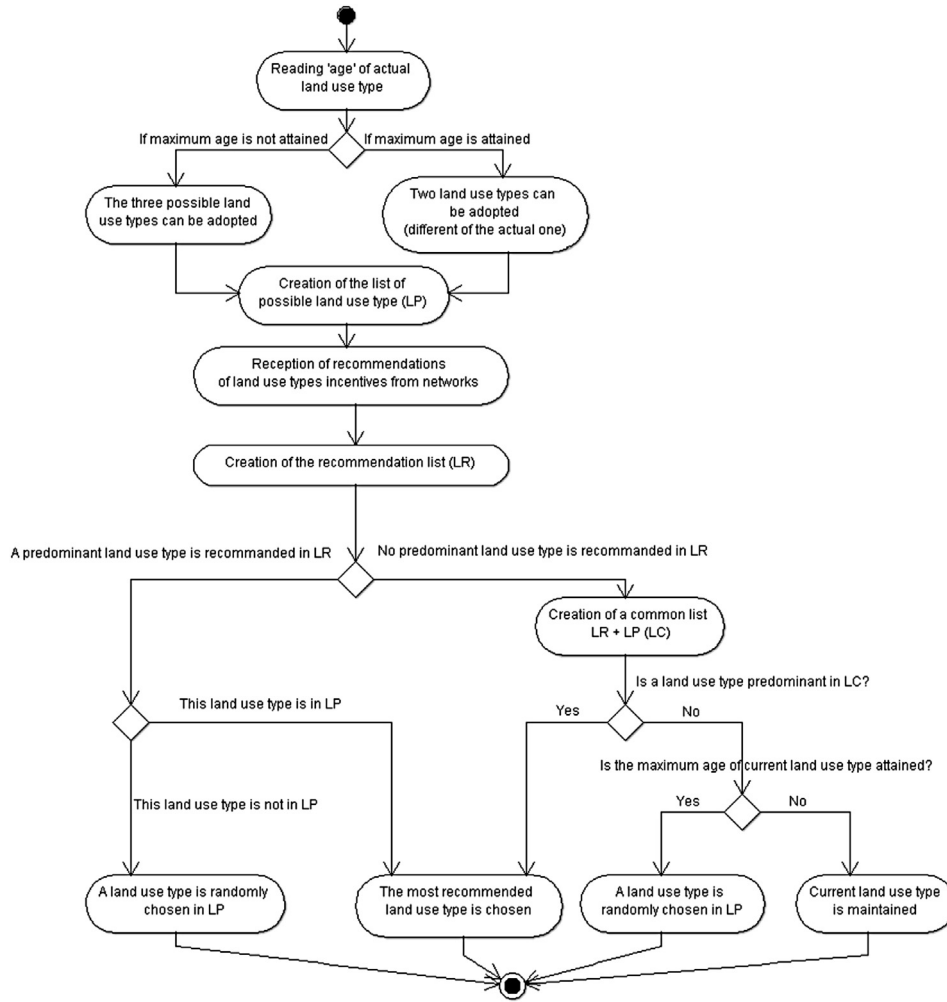 Reading 'age' of actual
land use type
If maximum age is not attained
If maximum age is attained
The three possible land
use types can be adopted
Two land use types can
be adopted
(different of the actual one)
Creation of the list of
possible land use type (LP)
Reception of recommendations
of land use types incentives from networks
Creation of the recommendation list (LR)
A predominant land use type is recommanded in LR
No predominant land use type is recommanded in LR
Creation of a common list
LR + LP (LC)
Is a land use type predominant in LC?
This land use type is in LP
Yes
No
Is the maximum age of current land use type attained?
This land use type is not in LP
Yes
No
A land use type is randomly
chosen in LP
The most recommended
land use type is chosen
A land use type is
randomly chosen in LP
Current land use type
is maintained